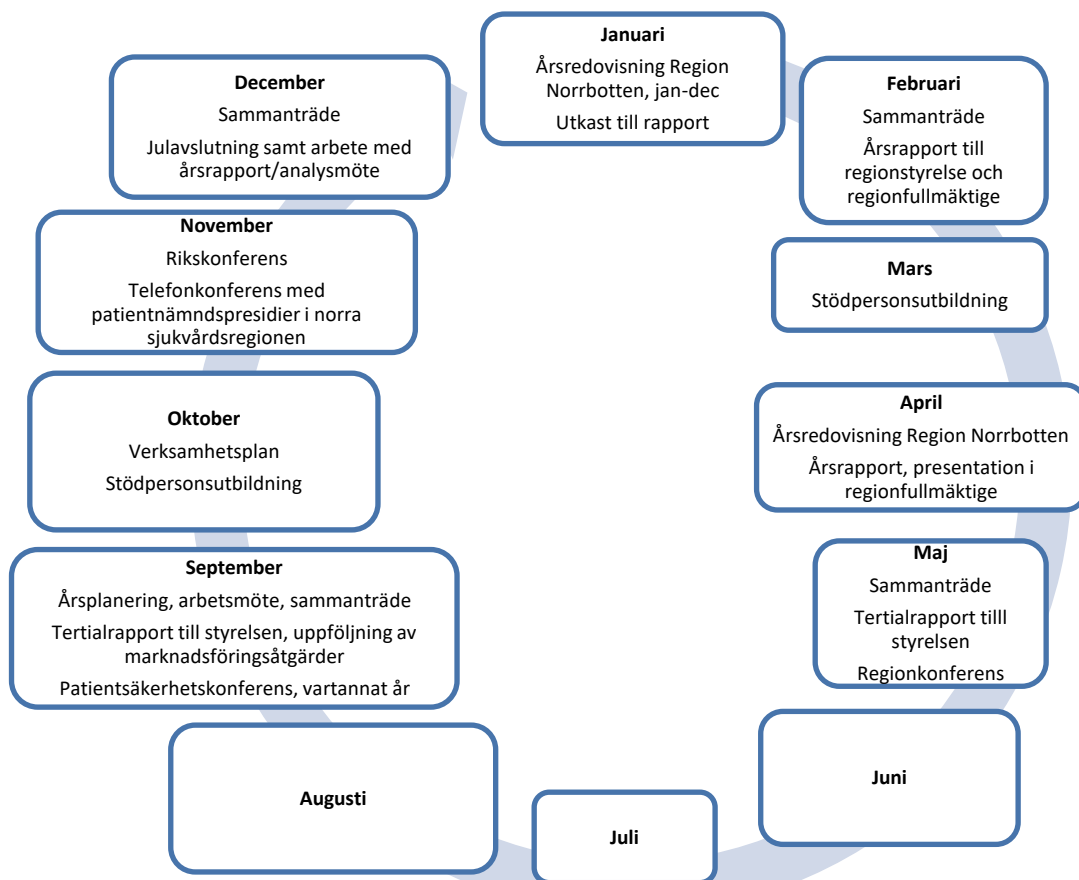 Januari
Årsredovisning Region
Norrbotten, jan-dec
Utkast till rapport
Februari
Sammanträde
Årsrapport till
regionstyrelse och
regionfullmäktige
Mars
Stödpersonsutbildning
April
Årsredovisning Region Norrbotten
Årsrapport, presentation i
regionfullmäktige
Maj
Sammanträde
Tertialrapport tilll
styrelsen
Regionkonferens
Juni
Juli
Augusti
September
Årsplanering, arbetsmöte, sammanträde
Tertialrapport till styrelsen, uppföljning av
marknadsföringsåtgärder
Patientsäkerhetskonferens, vartannat år
Oktober
Verksamhetsplan
Stödpersonsutbildning
November
Rikskonferens
Telefonkonferens med
patientnämndspresidier i norra
sjukvårdsregionen
December
Sammanträde
Julavslutning samt arbete med
årsrapport/analysmöte